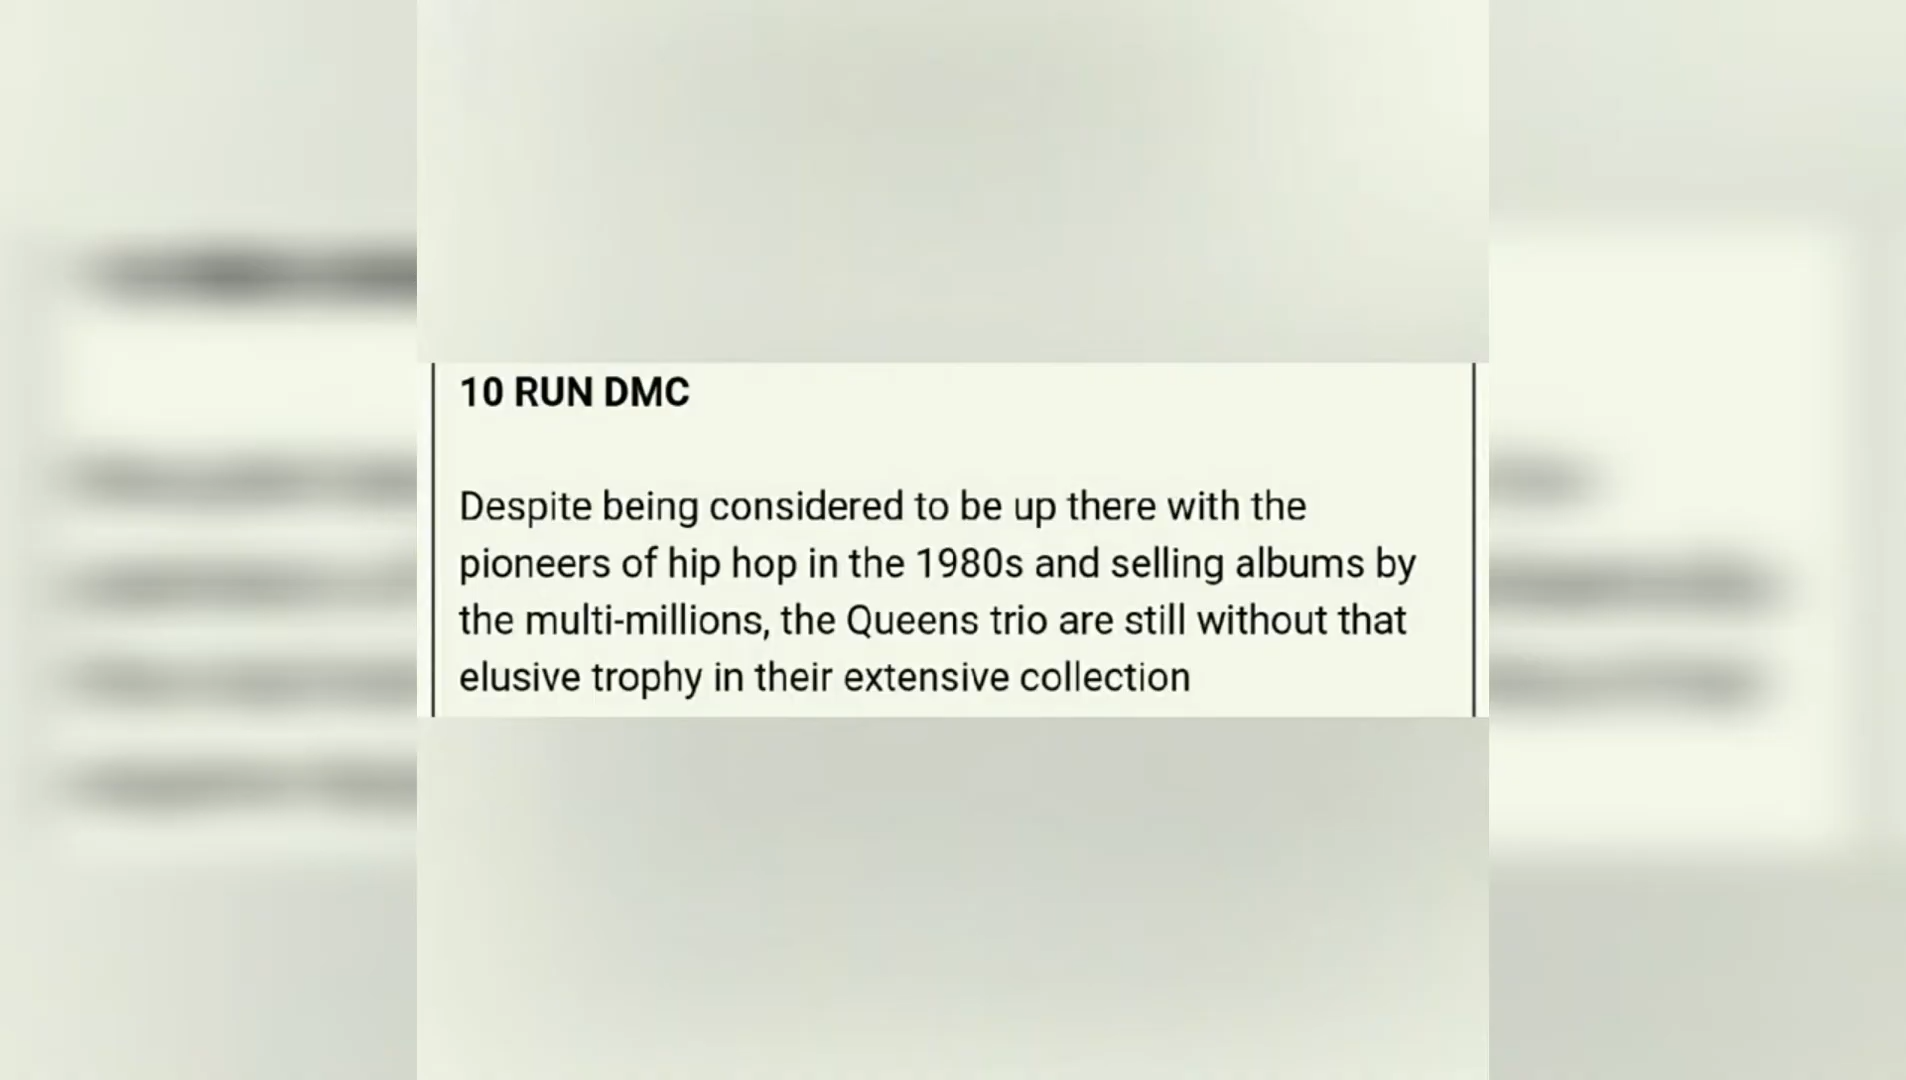 10 RUN DMC
Despite being considered to be up there with the
pioneers of hip hop in the 1980s and selling albums by
the multi-millions, the Queens trio are still without that
elusive trophy in their extensive collection